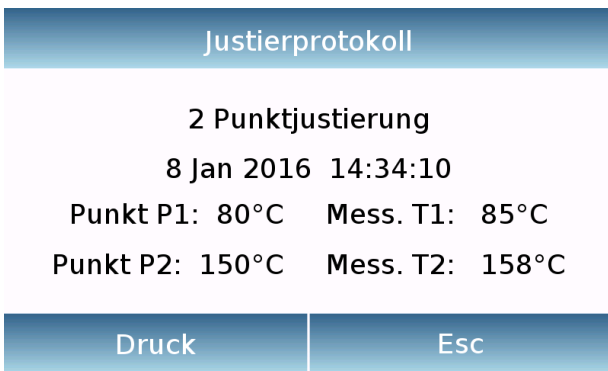 Justierprotokoll
2 Punktjustierung
8 Jan 2016 14:34:10
Punkt P1: 80°C Mess. T1: 85°C
Punkt P2: 150°C Mess. T2: 158°C
Druck Esc